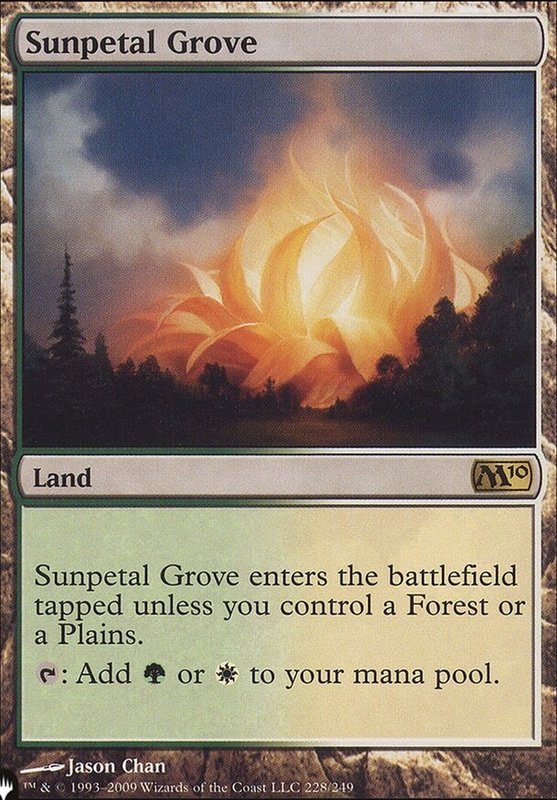 Sunpetal Grove
Land
M10
Sunpetal Grove enters the battlefield
tapped unless you control a Forest or
a Plains.
: Add or to your mana pool.
Jason Chan
™ & © 1993–2009 Wizards of the Coast LLC 228/249